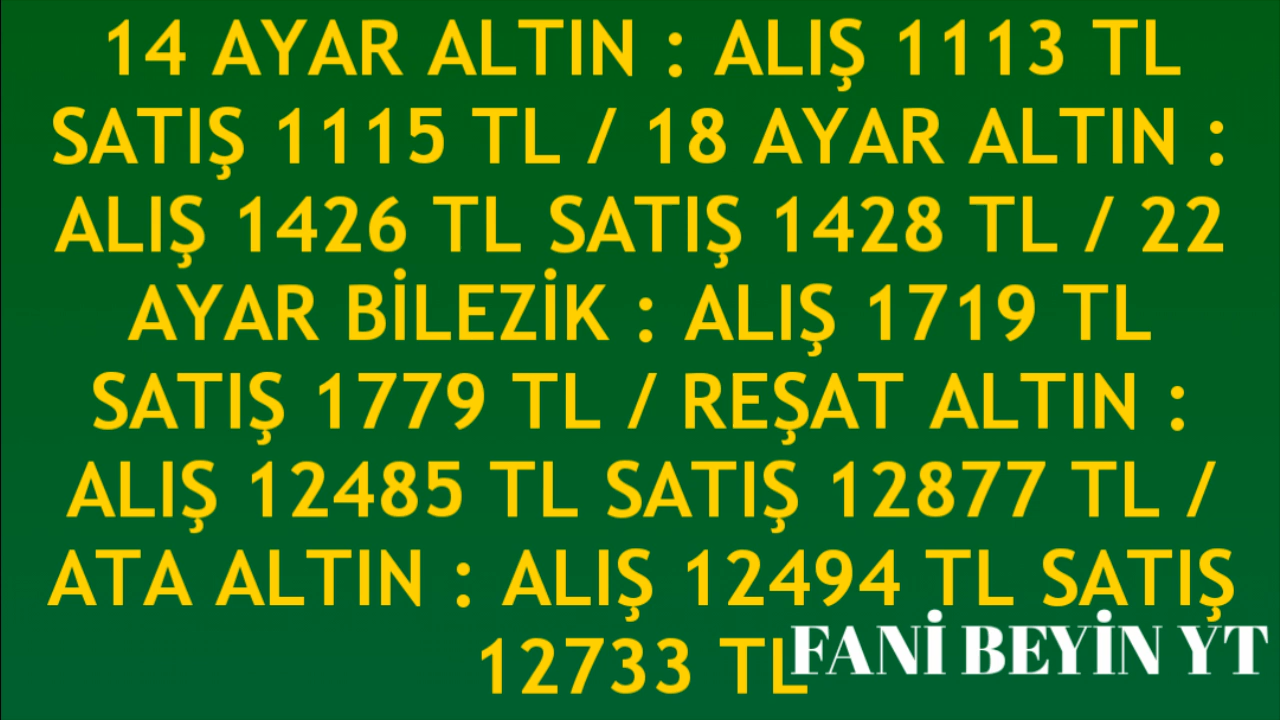 14 AYAR ALTIN : ALIŞ 1113 TL
SATIŞ 1115 TL / 18 AYAR ALTIN :
ALIŞ 1426 TL SATIŞ 1428 TL / 22
AYAR BİLEZİK : ALIŞ 1719 TL
SATIŞ 1779 TL / REŞAT ALTIN :
ALIŞ 12485 TL SATIŞ 12877 TL /
ATA ALTIN : ALIŞ 12494 TL SATIŞ
12733 TL
FANİ BEYİN YT